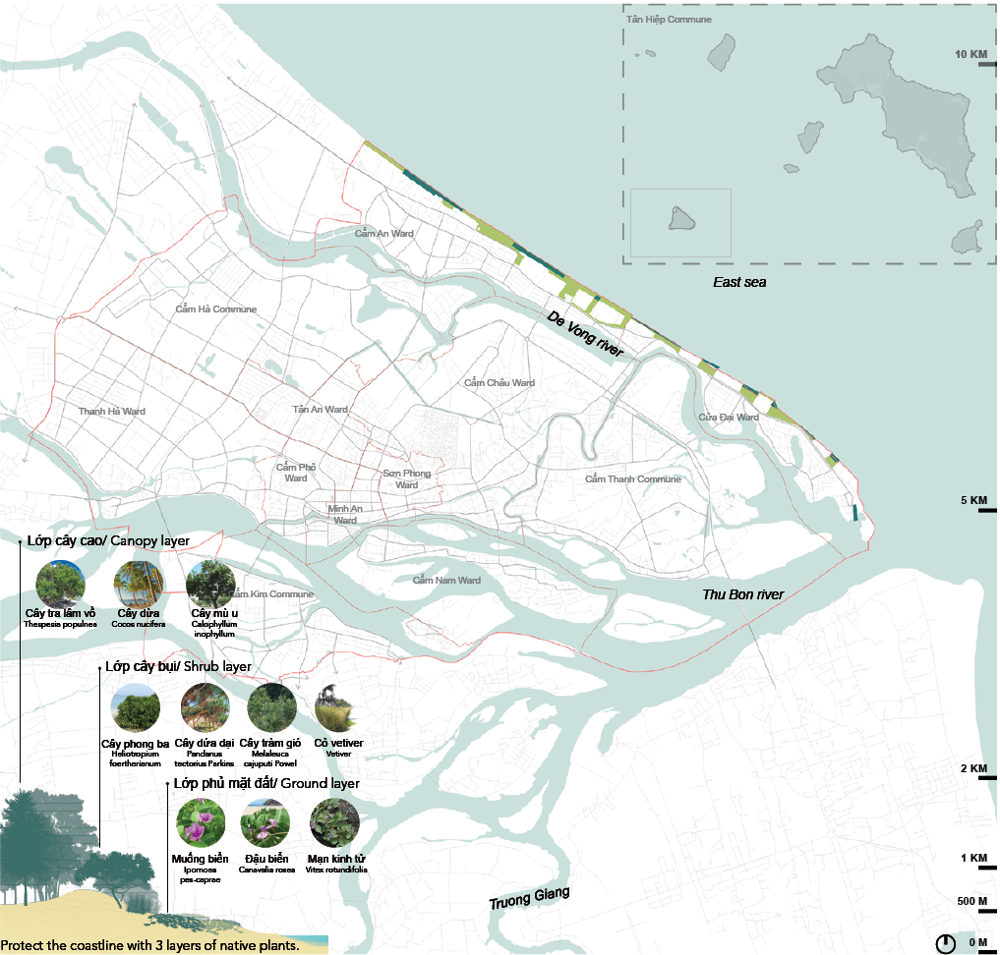 Tân Hiệp Commune
10 KM
East sea
Cẩm An Ward
De Vong river
Cẩm Hà Commune
Cẩm Châu Ward
Thanh Hà Ward
Tân An Ward
Cửa Đại Ward
Cẩm Phô
Ward
Sơn Phong
Ward
Cẩm Thanh Commune
5 KM
Minh An
Ward
Cẩm Nam Ward
Cẩm Kim Commune
Thu Bon river
Lớp cây cao/ Canopy layer
Cây tra lâm vồ
Thespesia populnea
Cây dừa
Cocos nucifera
Cây mù u
Calophyllum
inophyllum
Lớp cây bụi/ Shrub layer
Cây phong ba
Heliotropium
foertherianum
Cây dứa dại
Pandanus
tectorius Parkins
Cây tràm gió
Melaleuca
cajuputi Powel
Cỏ vetiver
Vetiver
2 KM
Lớp phủ mặt đất/ Ground layer
Muống biển
Ipomoea
pes-caprae
Đậu biển
Canavalia rosea
Mạn kinh tử
Vitex rotundifolia
1 KM
500 M
Truong Giang
0 M
Protect the coastline with 3 layers of native plants.